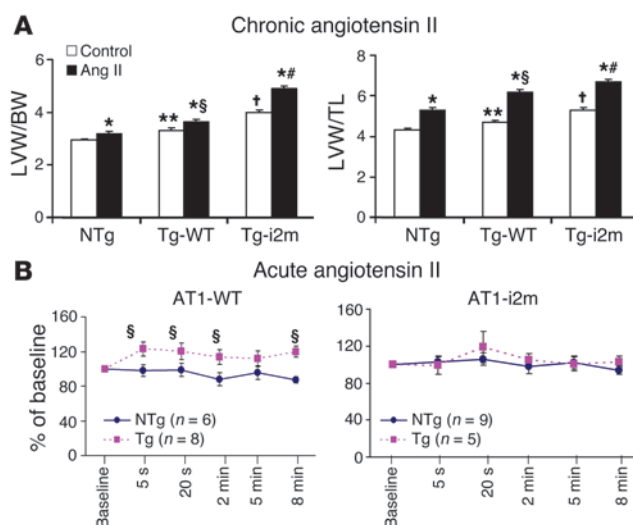 A Chronic angiotensin II
Control
Ang II
LVW/BW
6
4
2
0
*
**
*§
†
*#
NTg Tg-WT Tg-i2m
LVW/TL
8
6
4
2
0
*
**
*§
†
*#
NTg Tg-WT Tg-i2m
B Acute angiotensin II
AT1-WT
% of baseline
160
120
80
40
0
§ § § §
NTg (n = 6)
Tg (n = 8)
Baseline 5 s 20 s 2 min 5 min 8 min
AT1-i2m
160
120
80
40
0
NTg (n = 9)
Tg (n = 5)
Baseline 5 s 20 s 2 min 5 min 8 min